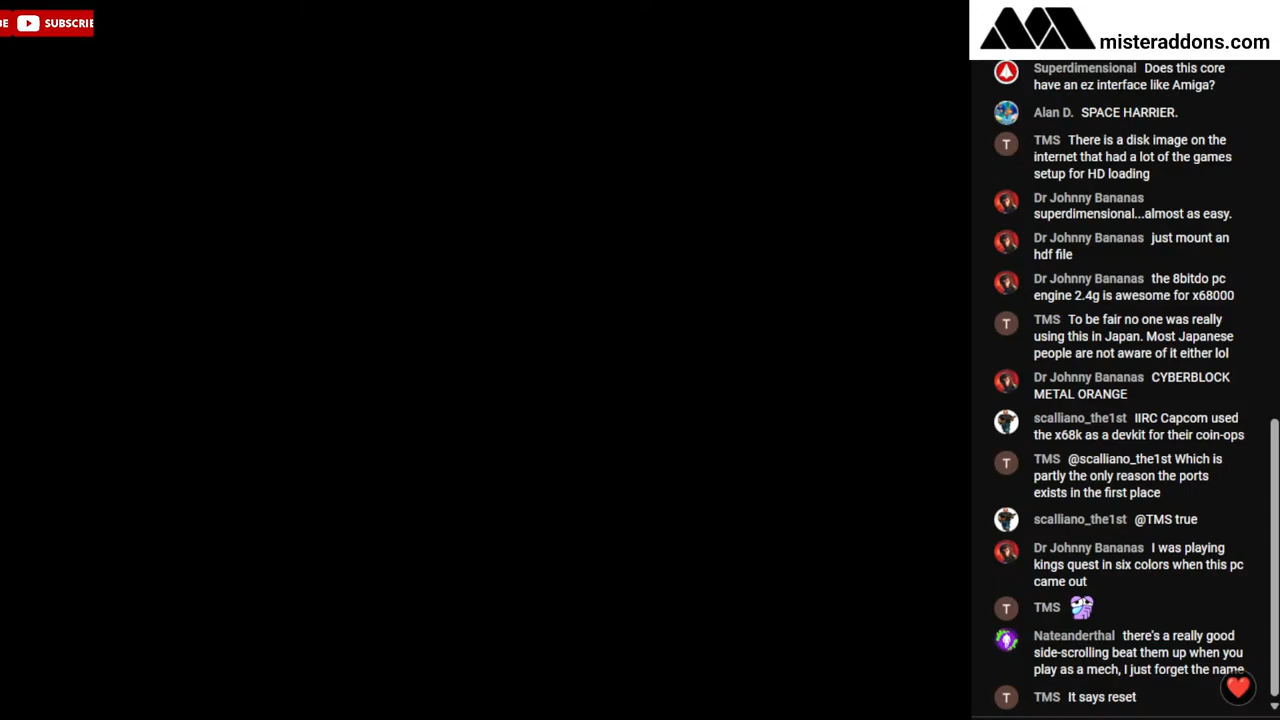 BE SUBSCRIBE
misteraddons.com
Superdimensional Does this core
have an ez interface like Amiga?
Alan D. SPACE HARRIER.
T TMS There is a disk image on the
internet that had a lot of the games
setup for HD loading
Dr Johnny Bananas
superdimensional...almost as easy.
Dr Johnny Bananas just mount an
hdf file
Dr Johnny Bananas the 8bitdo pc
engine 2.4g is awesome for x68000
T TMS To be fair no one was really
using this in Japan. Most Japanese
people are not aware of it either lol
Dr Johnny Bananas CYBERBLOCK
METAL ORANGE
scalliano_the1st IIRC Capcom used
the x68k as a devkit for their coin-ops
T TMS @scalliano_the1st Which is
partly the only reason the ports
exists in the first place
scalliano_the1st @TMS true
Dr Johnny Bananas I was playing
kings quest in six colors when this pc
came out
T TMS
Nateanderthal there's a really good
side-scrolling beat them up when you
play as a mech, I just forget the name
T TMS It says reset